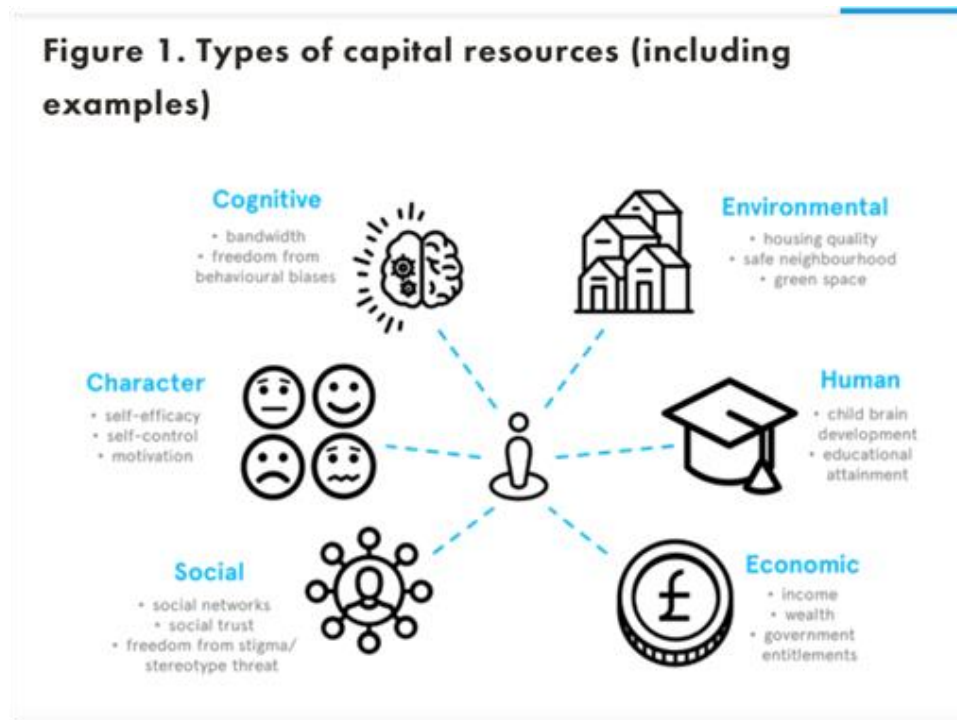 Figure 1. Types of capital resources (including
examples)
Cognitive
• bandwidth
• freedom from
behavioural biases
Environmental
• housing quality
• safe neighbourhood
• green space
Character
• self-efficacy
• self-control
• motivation
Human
• child brain
development
• educational
attainment
Social
• social networks
• social trust
• freedom from stigma/
stereotype threat
Economic
• income
• wealth
• government
entitlements
£